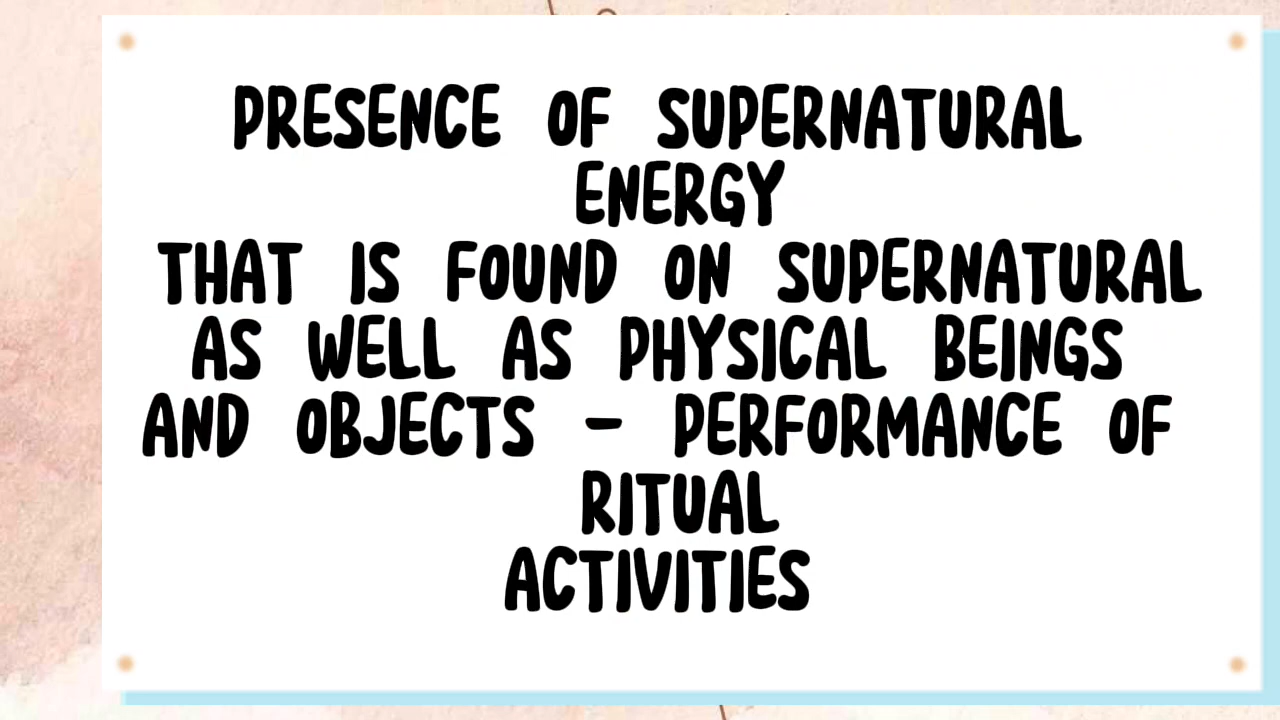 PRESENCE OF SUPERNATURAL
ENERGY
THAT IS FOUND ON SUPERNATURAL
AS WELL AS PHYSICAL BEINGS
AND OBJECTS - PERFORMANCE OF
RITUAL
ACTIVITIES